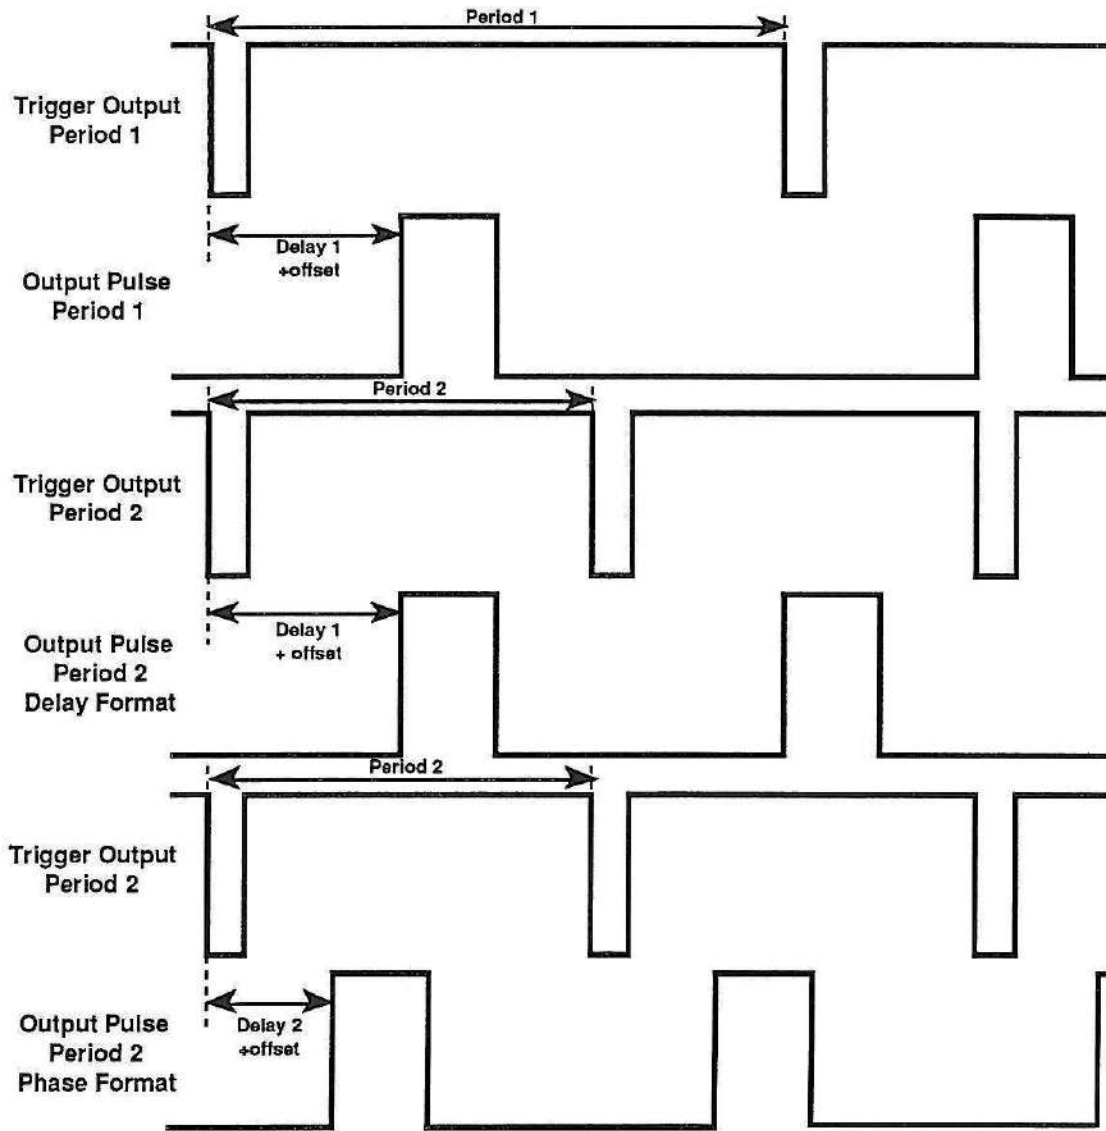 Period 1
Trigger Output
Period 1
Delay 1
+offset
Output Pulse
Period 1
Period 2
Trigger Output
Period 2
Delay 1
+ offset
Output Pulse
Period 2
Delay Format
Period 2
Trigger Output
Period 2
Delay 2
+offset
Output Pulse
Period 2
Phase Format